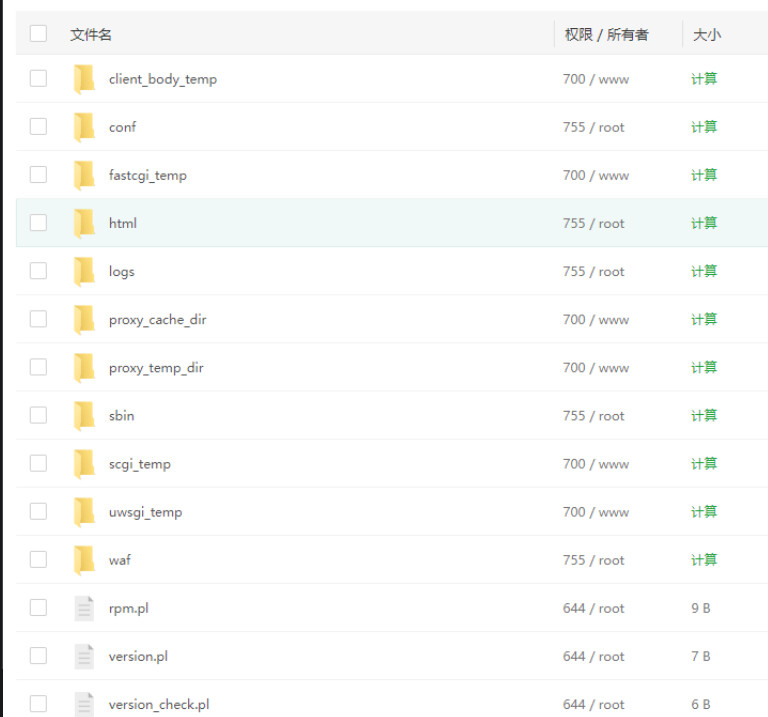 文件名 权限 / 所有者 大小
client_body_temp 700 / www 计算
conf 755 / root 计算
fastcgi_temp 700 / www 计算
html 755 / root 计算
logs 755 / root 计算
proxy_cache_dir 700 / www 计算
proxy_temp_dir 700 / www 计算
sbin 755 / root 计算
scgi_temp 700 / www 计算
uwsgi_temp 700 / www 计算
waf 755 / root 计算
rpm.pl 644 / root 9 B
version.pl 644 / root 7 B
version_check.pl 644 / root 6 B